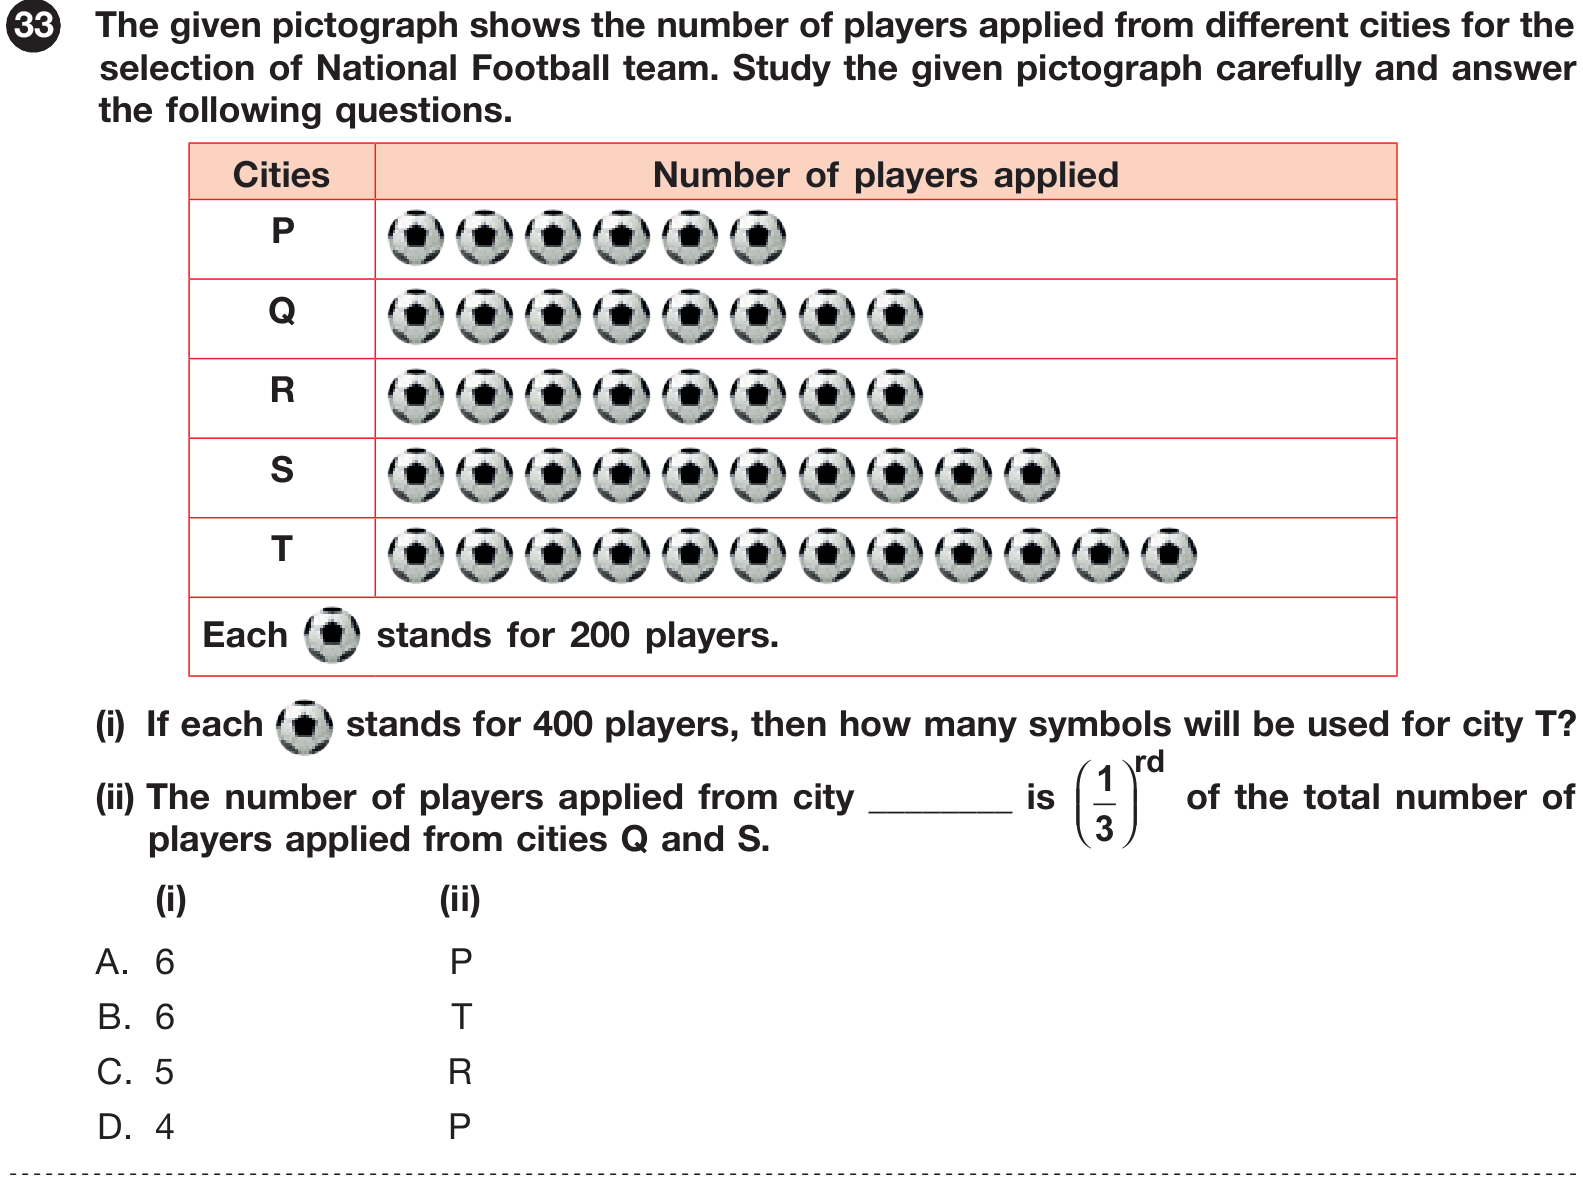 33 The given pictograph shows the number of players applied from different cities for the
selection of National Football team. Study the given pictograph carefully and answer
the following questions.
Cities Number of players applied
P
Q
R
S
T
Each stands for 200 players.
(i) If each stands for 400 players, then how many symbols will be used for city T?
(ii) The number of players applied from city ________ is (1/3)rd of the total number of
players applied from cities Q and S.
(i) (ii)
A. 6 P
B. 6 T
C. 5 R
D. 4 P